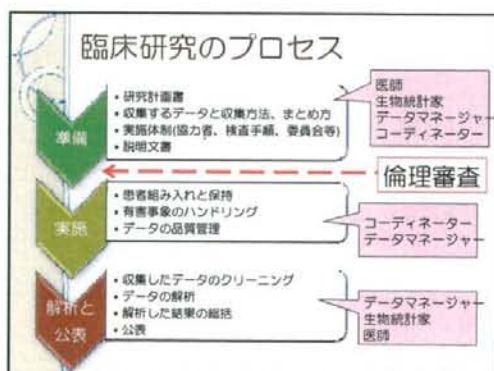 臨床研究のプロセス
準備
• 研究計画書
• 収集するデータと収集方法、まとめ方
• 実施体制(協力者、検査手順、委員会等)
• 説明文書
医師
生物統計家
データマネージャー
コーディネーター
倫理審査
実施
• 患者組み入れと保持
• 有害事象のハンドリング
• データの品質管理
コーディネーター
データマネージャー
解析と
公表
• 収集したデータのクリーニング
• データの解析
• 解析した結果の総括
• 公表
データマネージャー
生物統計家
医師